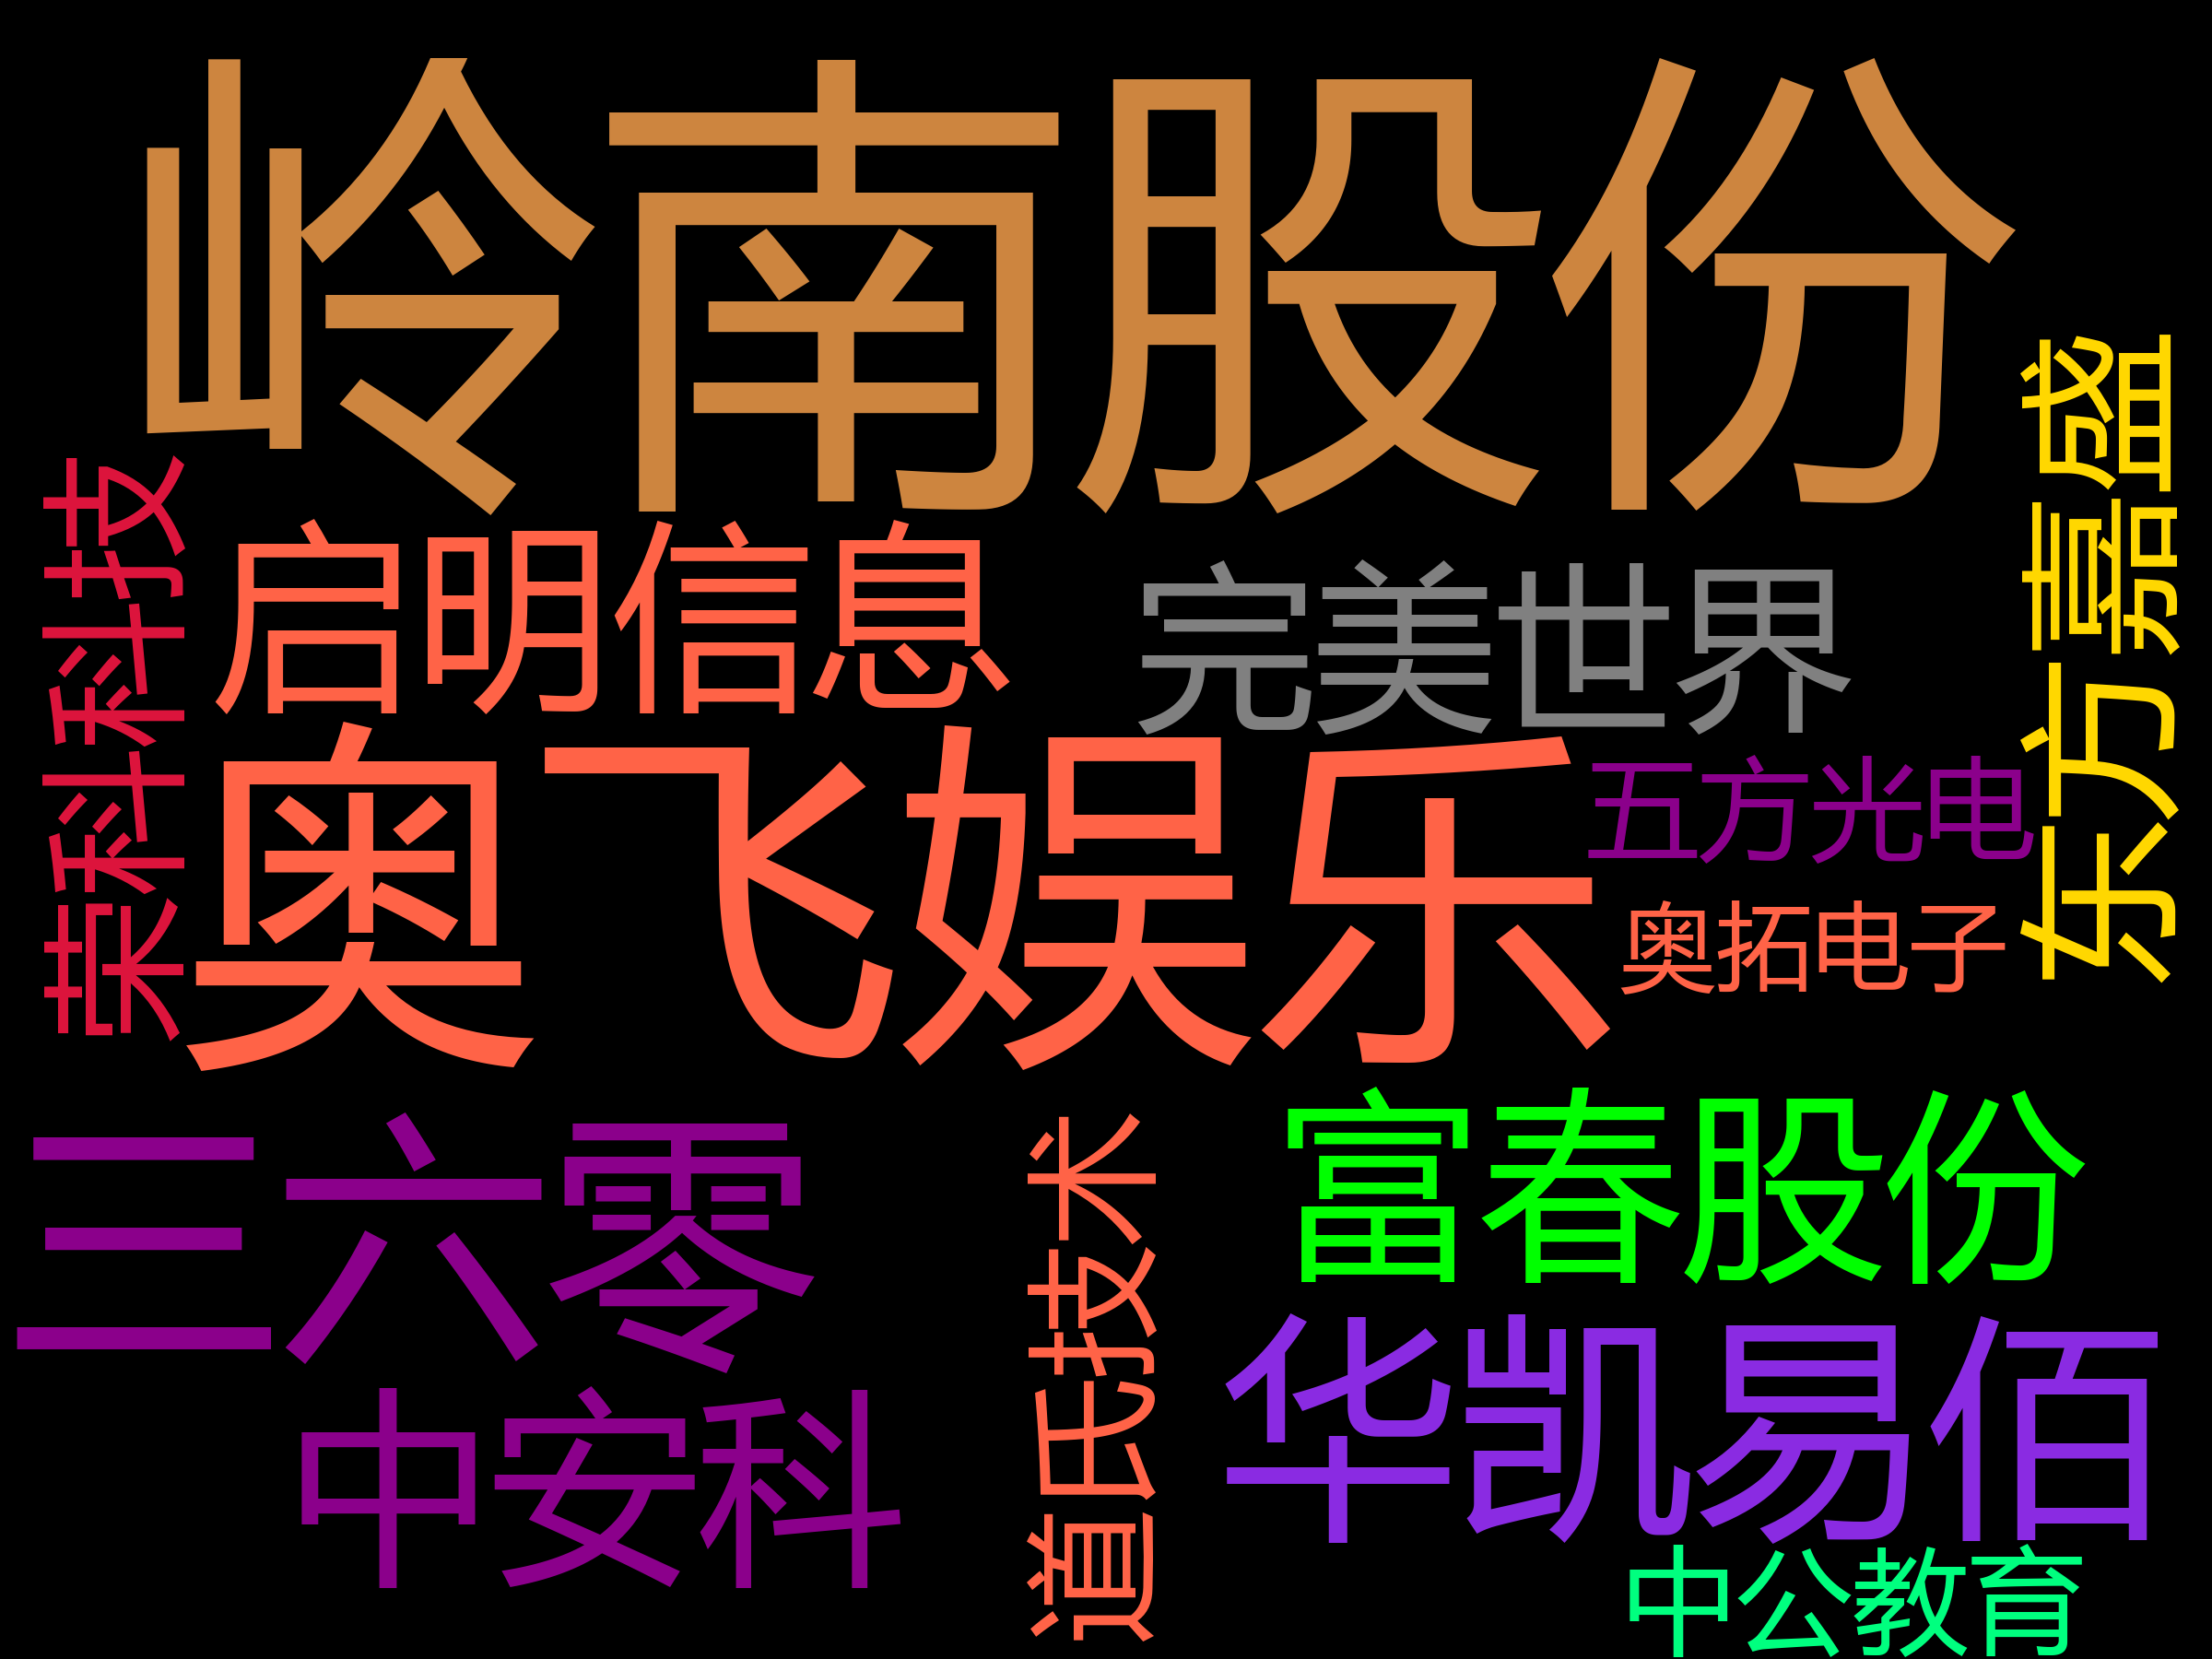 岭南股份
启明信息
完美世界
荣科科技
奥飞娱乐
五方光电
奥拓电子
东方嘉盛
三六零
富春股份
中安科
道氏技术
华凯易佰
中公教育